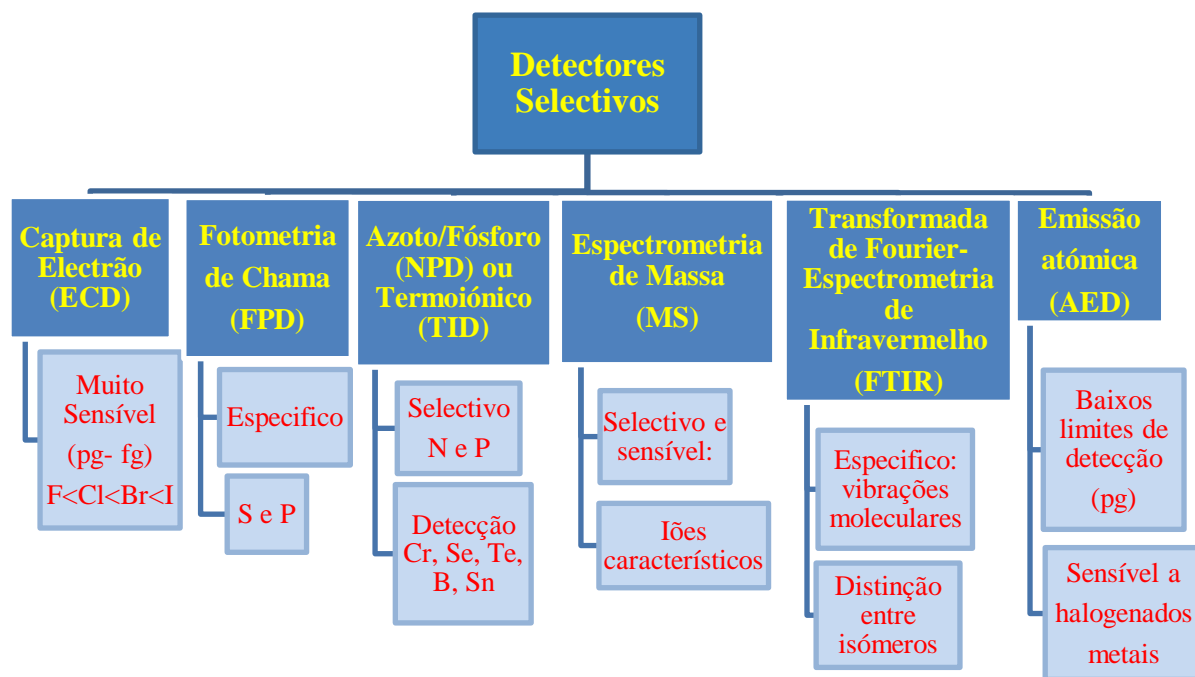 Detectores
Selectivos
Captura de
Electrão
(ECD)
Muito
Sensível
(pg- fg)
F<Cl<Br<I
Fotometria
de Chama
(FPD)
Especifico
S e P
Azoto/Fósforo
(NPD) ou
Termoiónico
(TID)
Selectivo
N e P
Detecção
Cr, Se, Te,
B, Sn
Espectrometria
de Massa
(MS)
Selectivo e
sensível:
Iões
característicos
Transformada
de Fourier-
Espectrometria
de
Infravermelho
(FTIR)
Especifico:
vibrações
moleculares
Distinção
entre
isómeros
Emissão
atómica
(AED)
Baixos
limites de
detecção
(pg)
Sensível a
halogenados
metais